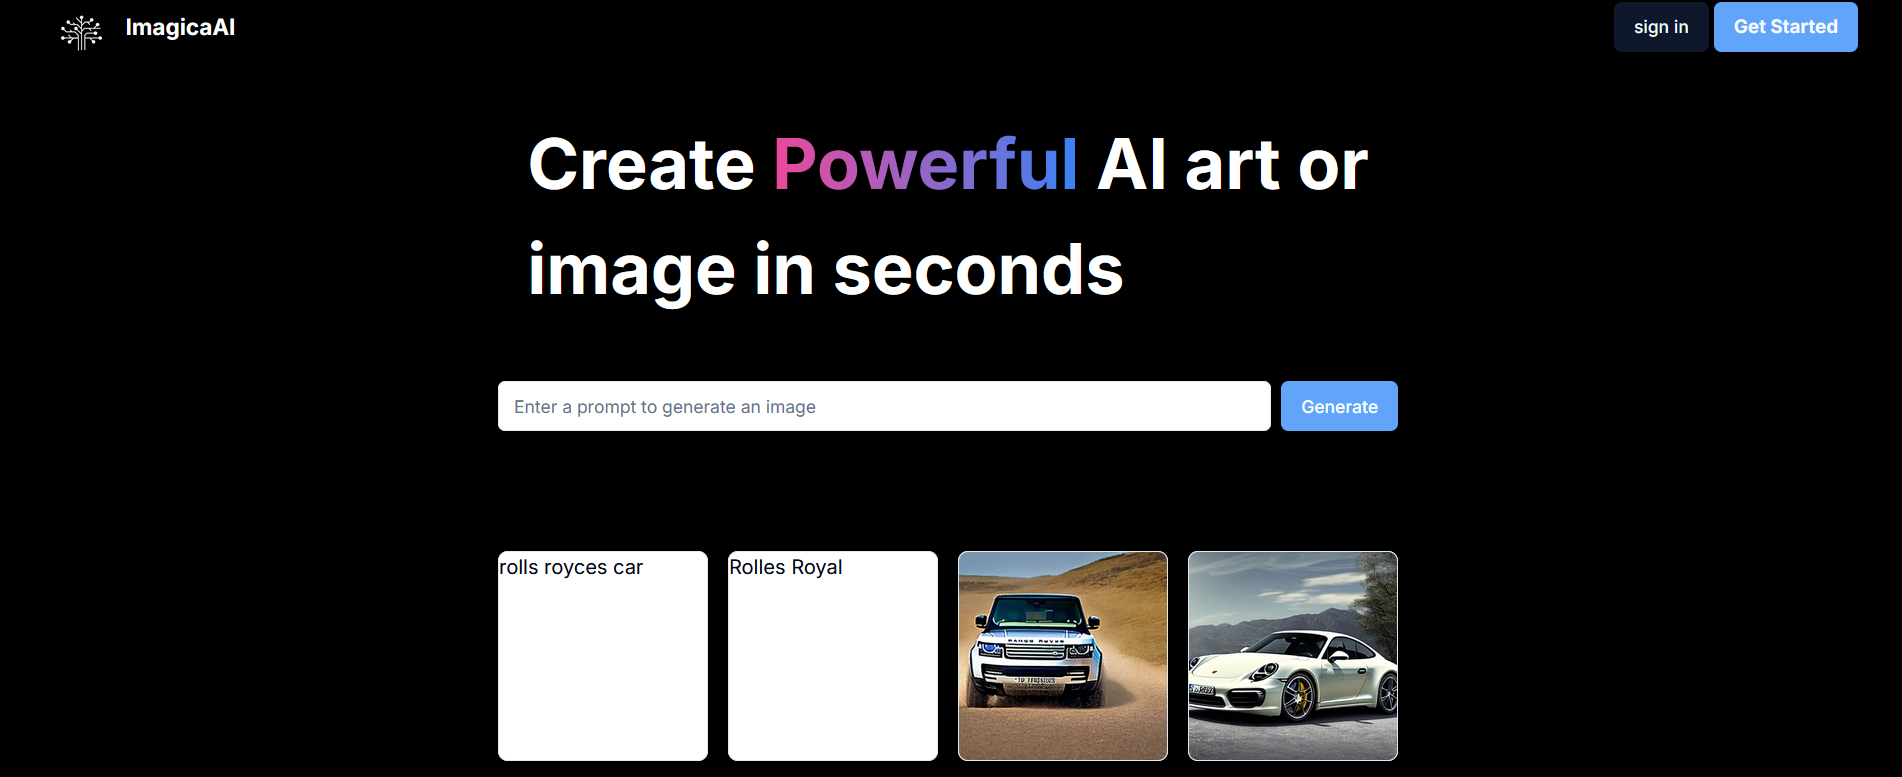 ImagicaAI
sign in
Get Started
Create Powerful AI art or
image in seconds
Enter a prompt to generate an image
Generate
rolls royces car
Rolles Royal